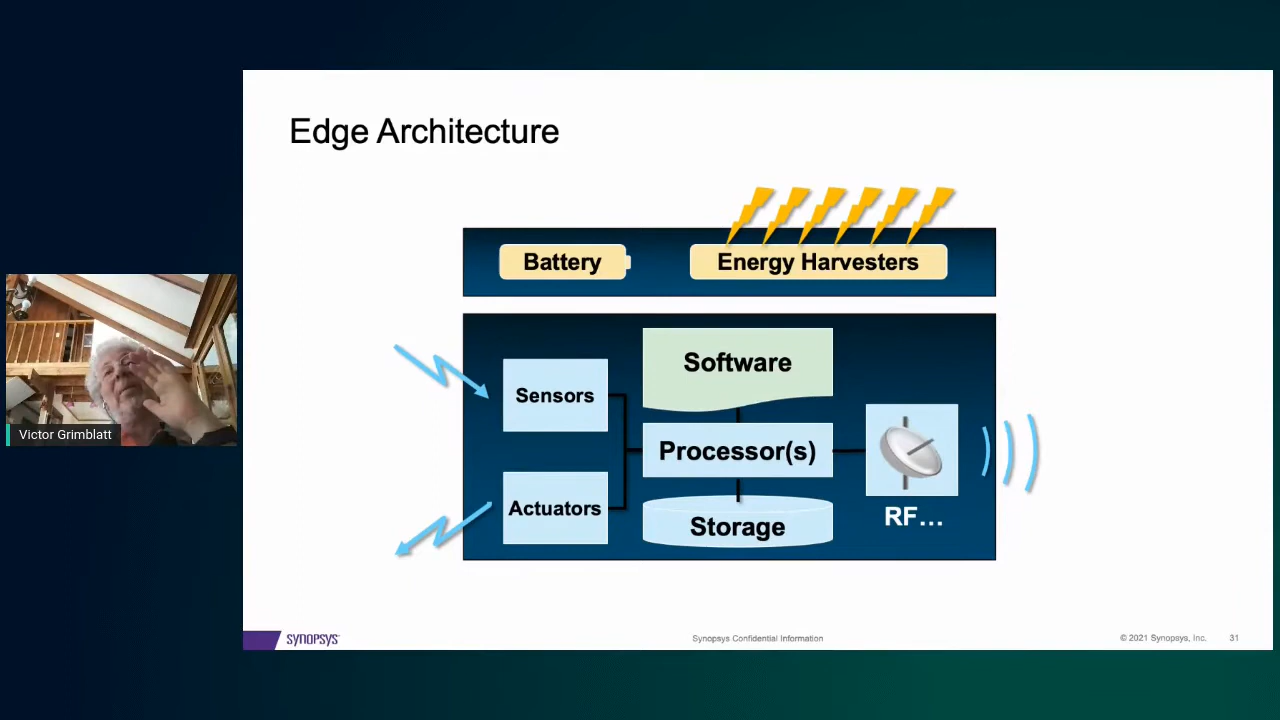 Edge Architecture
Battery
Energy Harvesters
Software
Sensors
Processor(s)
Actuators
Storage
RF...
Victor Grimblatt
SYNOPSYS
Synopsys Confidential Information
© 2021 Synopsys, Inc.
31